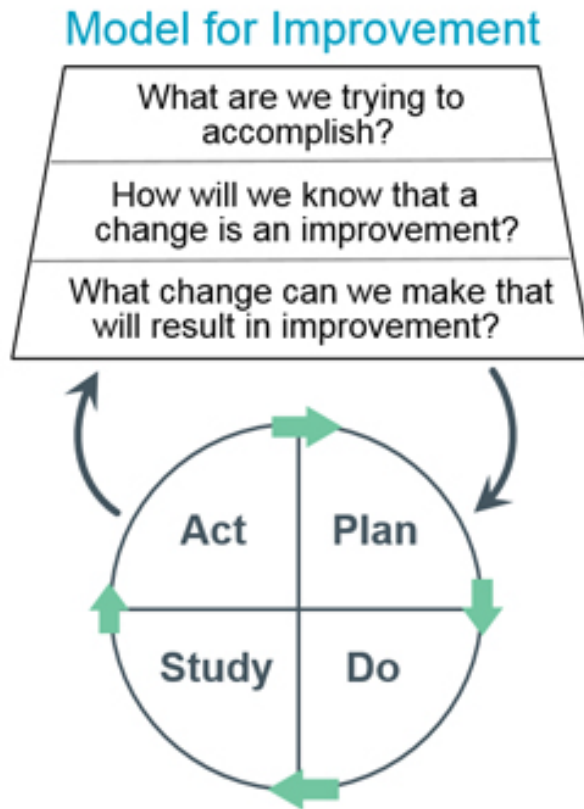 Model for Improvement
What are we trying to
accomplish?
How will we know that a
change is an improvement?
What change can we make that
will result in improvement?
Act
Plan
Study
Do